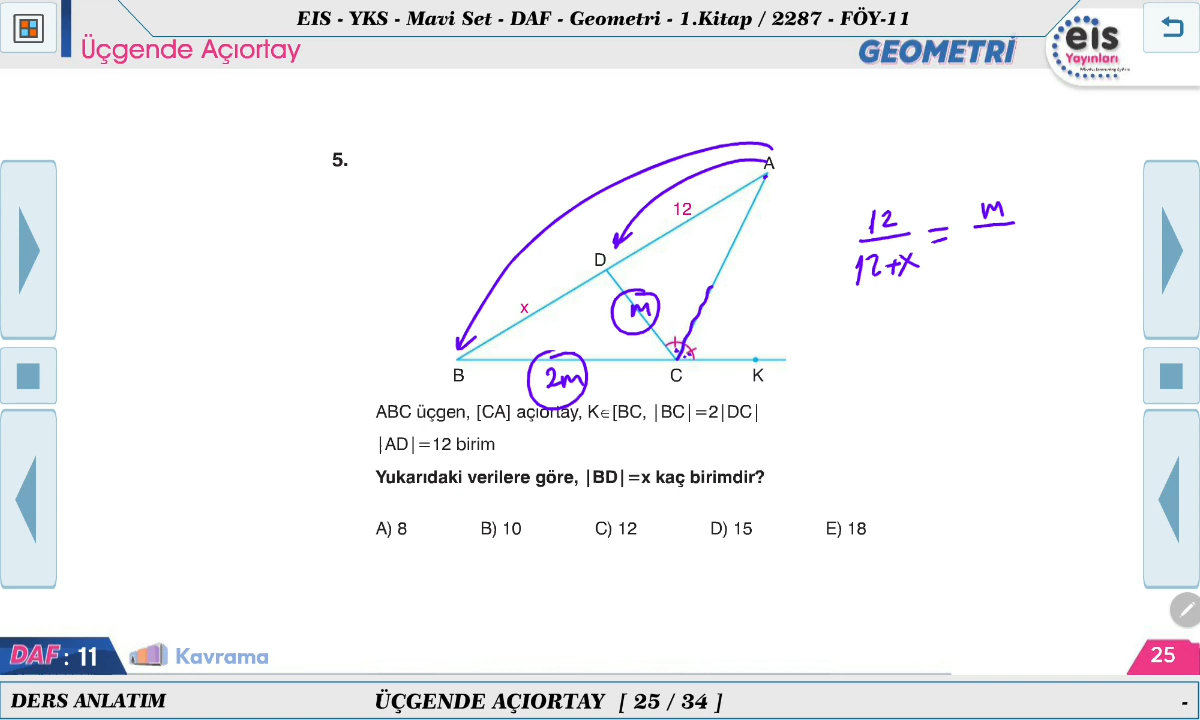 EIS - YKS - Mavi Set - DAF - Geometri - 1.Kitap / 2287 - FÖY-11
Üçgende Açıortay
GEOMETRİ
eis
Yayınları
5.
A
12
D
x
m
B
2m
C
K
12
12+x
=
m
ABC üçgen, [CA] açıortay, K∈[BC, |BC|=2|DC|
|AD|=12 birim
Yukarıdaki verilere göre, |BD|=x kaç birimdir?
A) 8 B) 10 C) 12 D) 15 E) 18
DAF : 11
Kavrama
25
DERS ANLATIM
ÜÇGENDE AÇIORTAY [ 25 / 34 ]
-